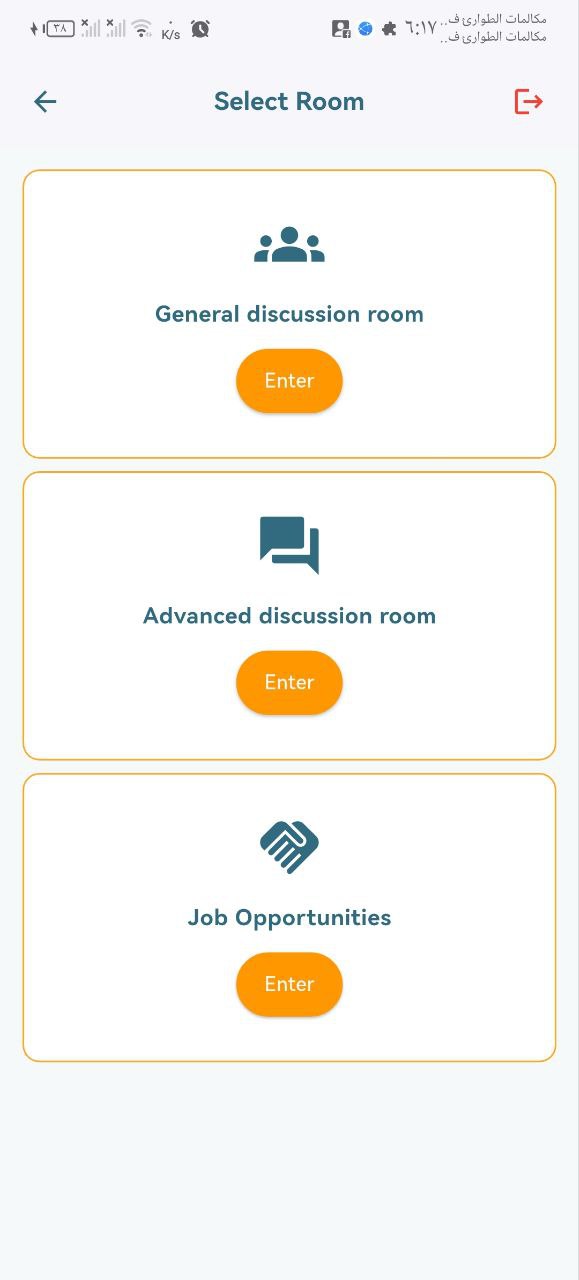 ٣٨
K/s
٦:١٧
مكالمات الطوارئ ف..
مكالمات الطوارئ ف..
Select Room
General discussion room
Enter
Advanced discussion room
Enter
Job Opportunities
Enter